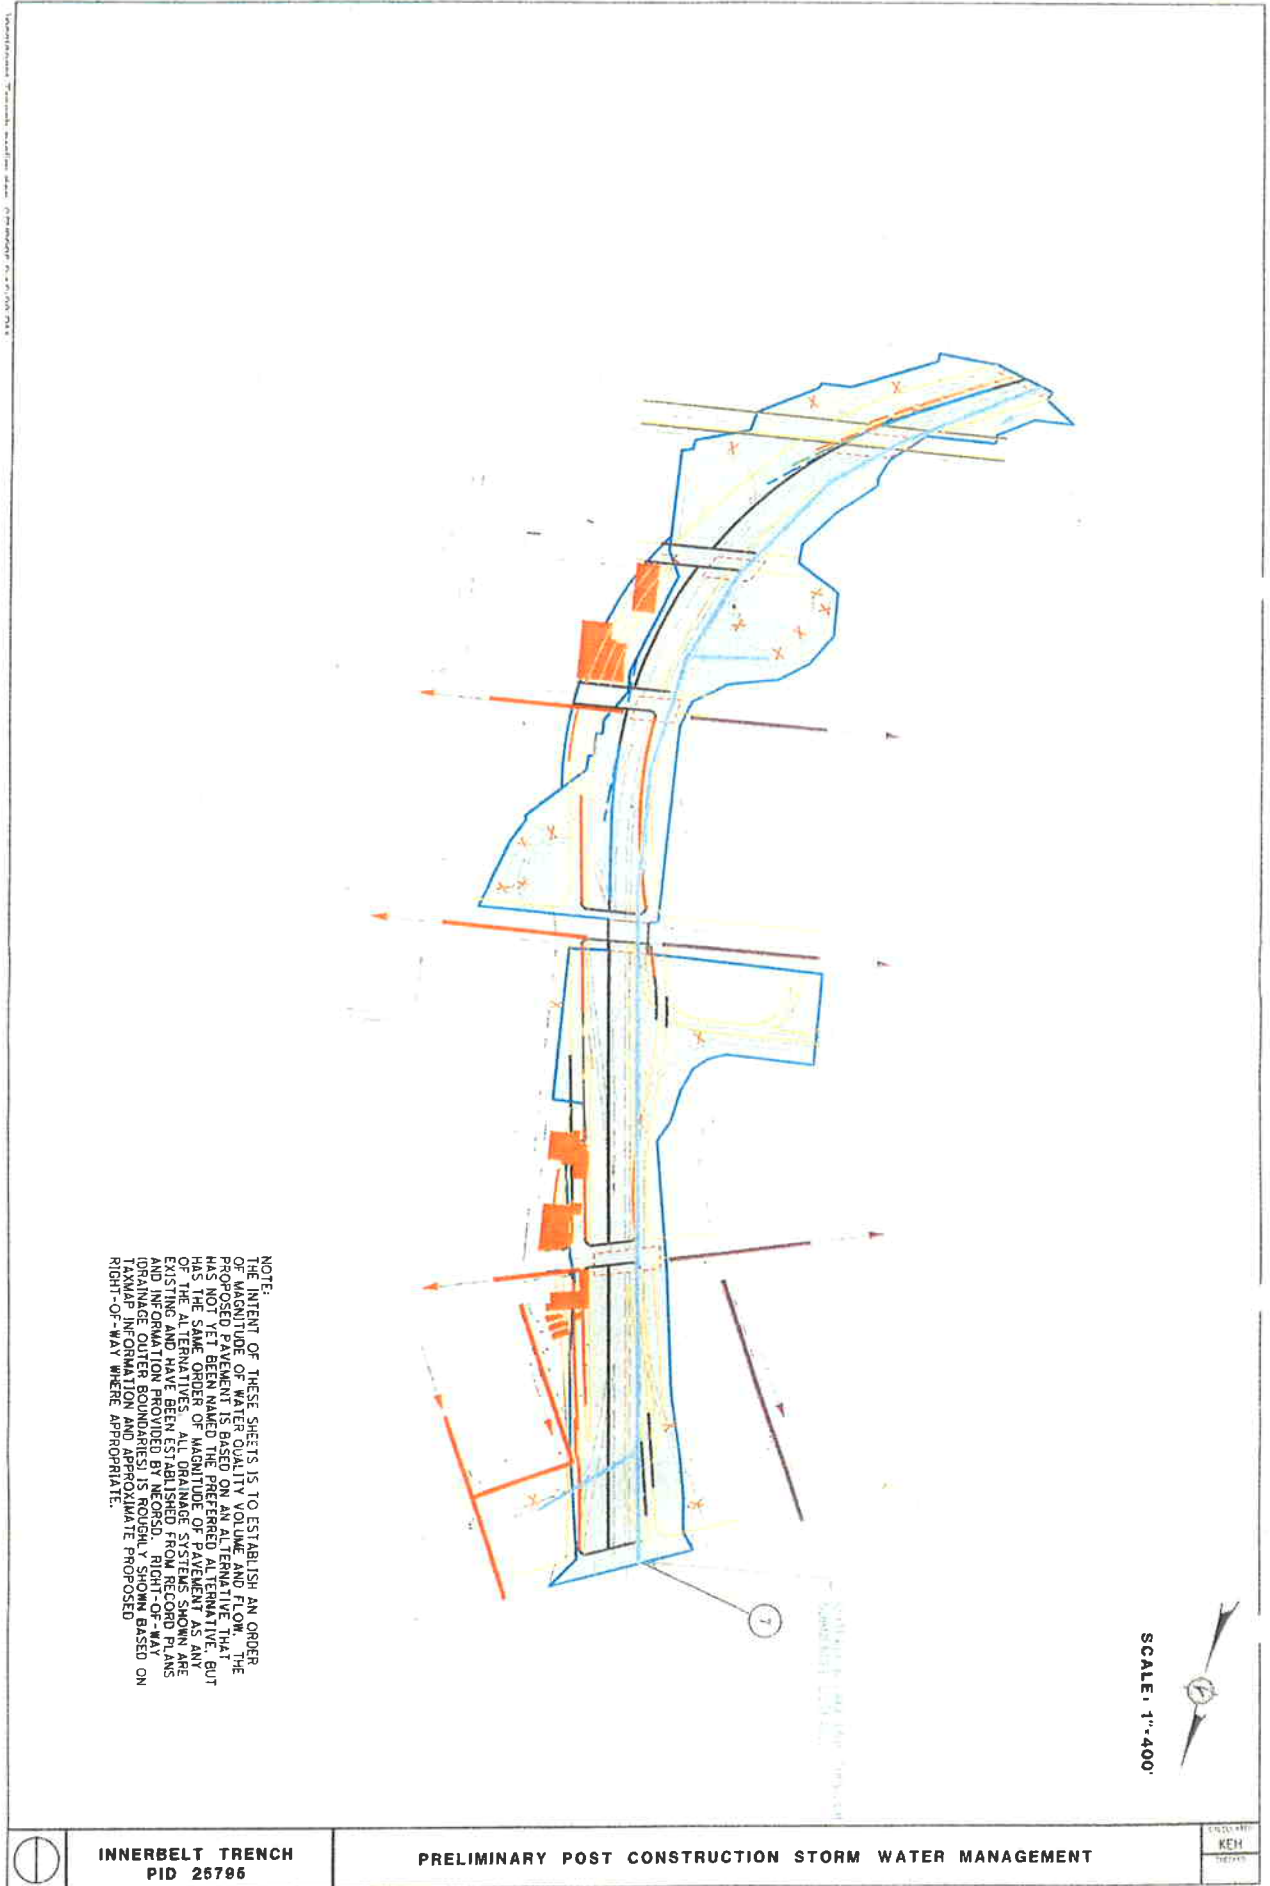 NOTE:
THE INTENT OF THESE SHEETS IS TO ESTABLISH AN ORDER
OF MAGNITUDE OF WATER QUALITY VOLUME AND FLOW. THE
PROPOSED PAVEMENT IS BASED ON AN ALTERNATIVE THAT
HAS NOT YET BEEN NAMED THE PREFERRED ALTERNATIVE, BUT
HAS THE SAME ORDER OF MAGNITUDE OF PAVEMENT AS ANY
OF THE ALTERNATIVES. ALL DRAINAGE SYSTEMS SHOWN ARE
EXISTING AND HAVE BEEN ESTABLISHED FROM RECORD PLANS
AND INFORMATION PROVIDED BY NEORSD. RIGHT-OF-WAY
(DRAINAGE OUTER BOUNDARIES) IS ROUGHLY SHOWN BASED ON
TAXMAP INFORMATION AND APPROXIMATE PROPOSED
RIGHT-OF-WAY WHERE APPROPRIATE.
7
SCALE: 1"=400'
INNERBELT TRENCH
PID 25795
PRELIMINARY POST CONSTRUCTION STORM WATER MANAGEMENT
KEH